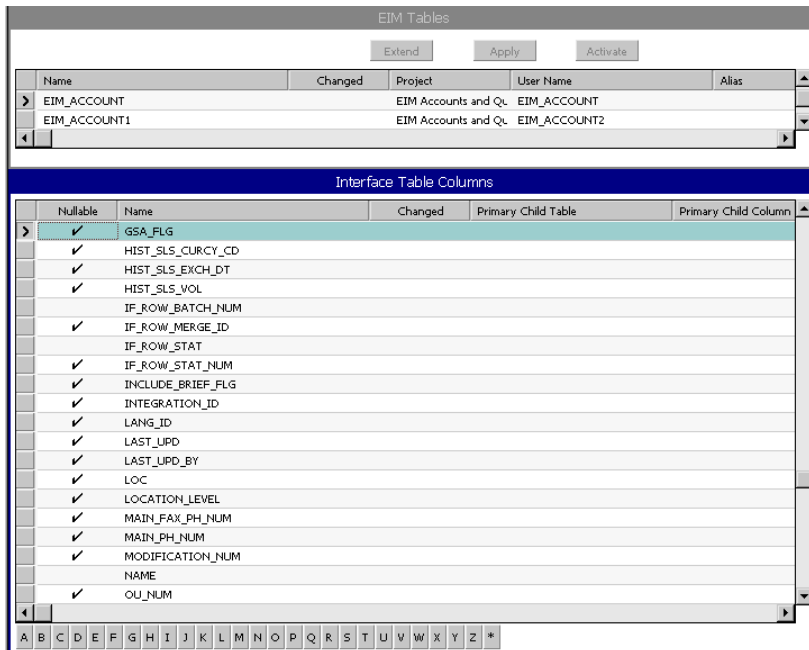 EIM Tables
Extend Apply Activate
Name Changed Project User Name Alias
EIM_ACCOUNT EIM Accounts and Qu EIM_ACCOUNT
EIM_ACCOUNT1 EIM Accounts and Qu EIM_ACCOUNT2
Interface Table Columns
Nullable Name Changed Primary Child Table Primary Child Column
GSA_FLG
HIST_SLS_CURCY_CD
HIST_SLS_EXCH_DT
HIST_SLS_VOL
IF_ROW_BATCH_NUM
IF_ROW_MERGE_ID
IF_ROW_STAT
IF_ROW_STAT_NUM
INCLUDE_BRIEF_FLG
INTEGRATION_ID
LANG_ID
LAST_UPD
LAST_UPD_BY
LOC
LOCATION_LEVEL
MAIN_FAX_PH_NUM
MAIN_PH_NUM
MODIFICATION_NUM
NAME
OU_NUM
A B C D E F G H I J K L M N O P Q R S T U V W X Y Z *